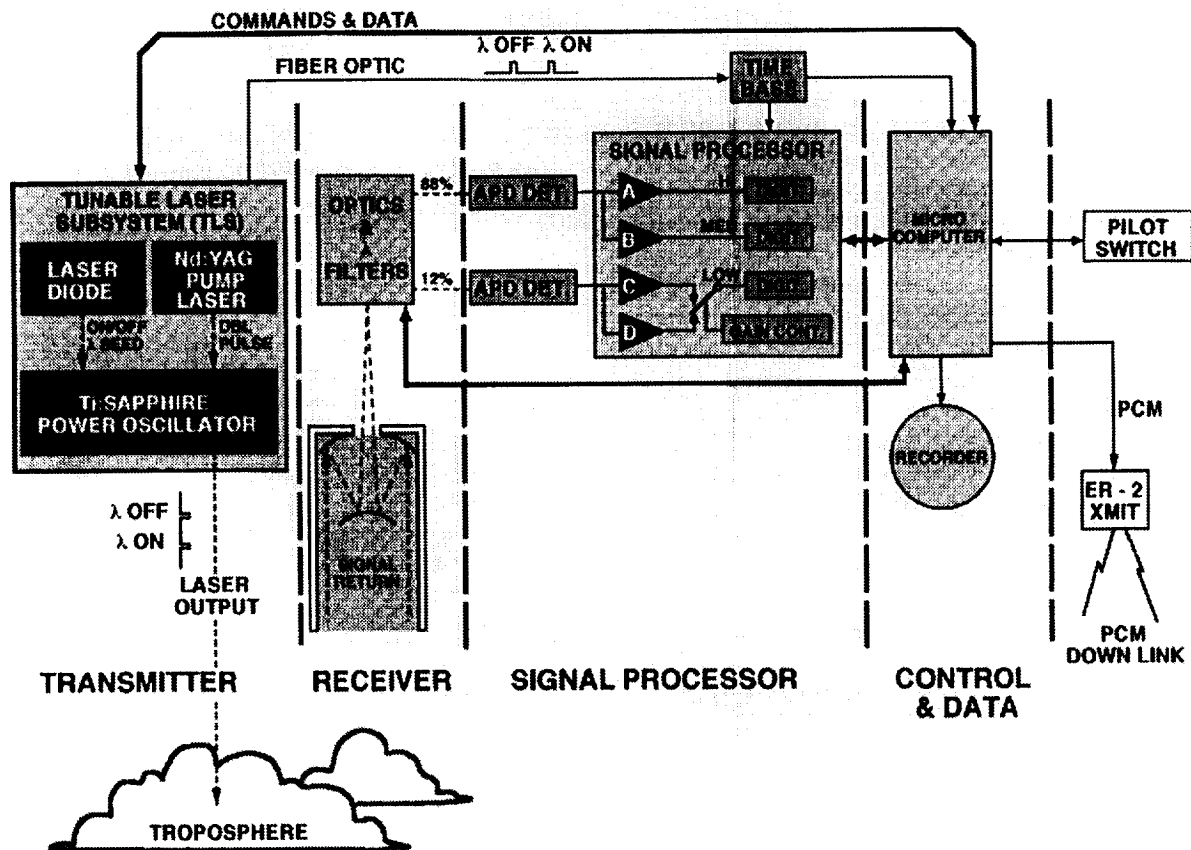 COMMANDS & DATA
λ OFF λ ON
FIBER OPTIC
TIME
BASE
TUNABLE LASER
SUBSYSTEM (TLS)
LASER
DIODE
Nd:YAG
PUMP
LASER
ON/OFF
λ SEED
DBL
PULSE
Ti:SAPPHIRE
POWER OSCILLATOR
λ OFF
λ ON
LASER
OUTPUT
OPTICS
&
FILTERS
88%
12%
SIGNAL
RETURN
APD DET.
APD DET.
SIGNAL PROCESSOR
A
B
C
D
MED
LOW
DIGIT.
DIGIT.
DIGIT.
GAIN CONT.
MICRO
COMPUTER
RECORDER
PILOT
SWITCH
PCM
ER - 2
XMIT
PCM
DOWN LINK
TRANSMITTER
RECEIVER
SIGNAL PROCESSOR
CONTROL
& DATA
TROPOSPHERE